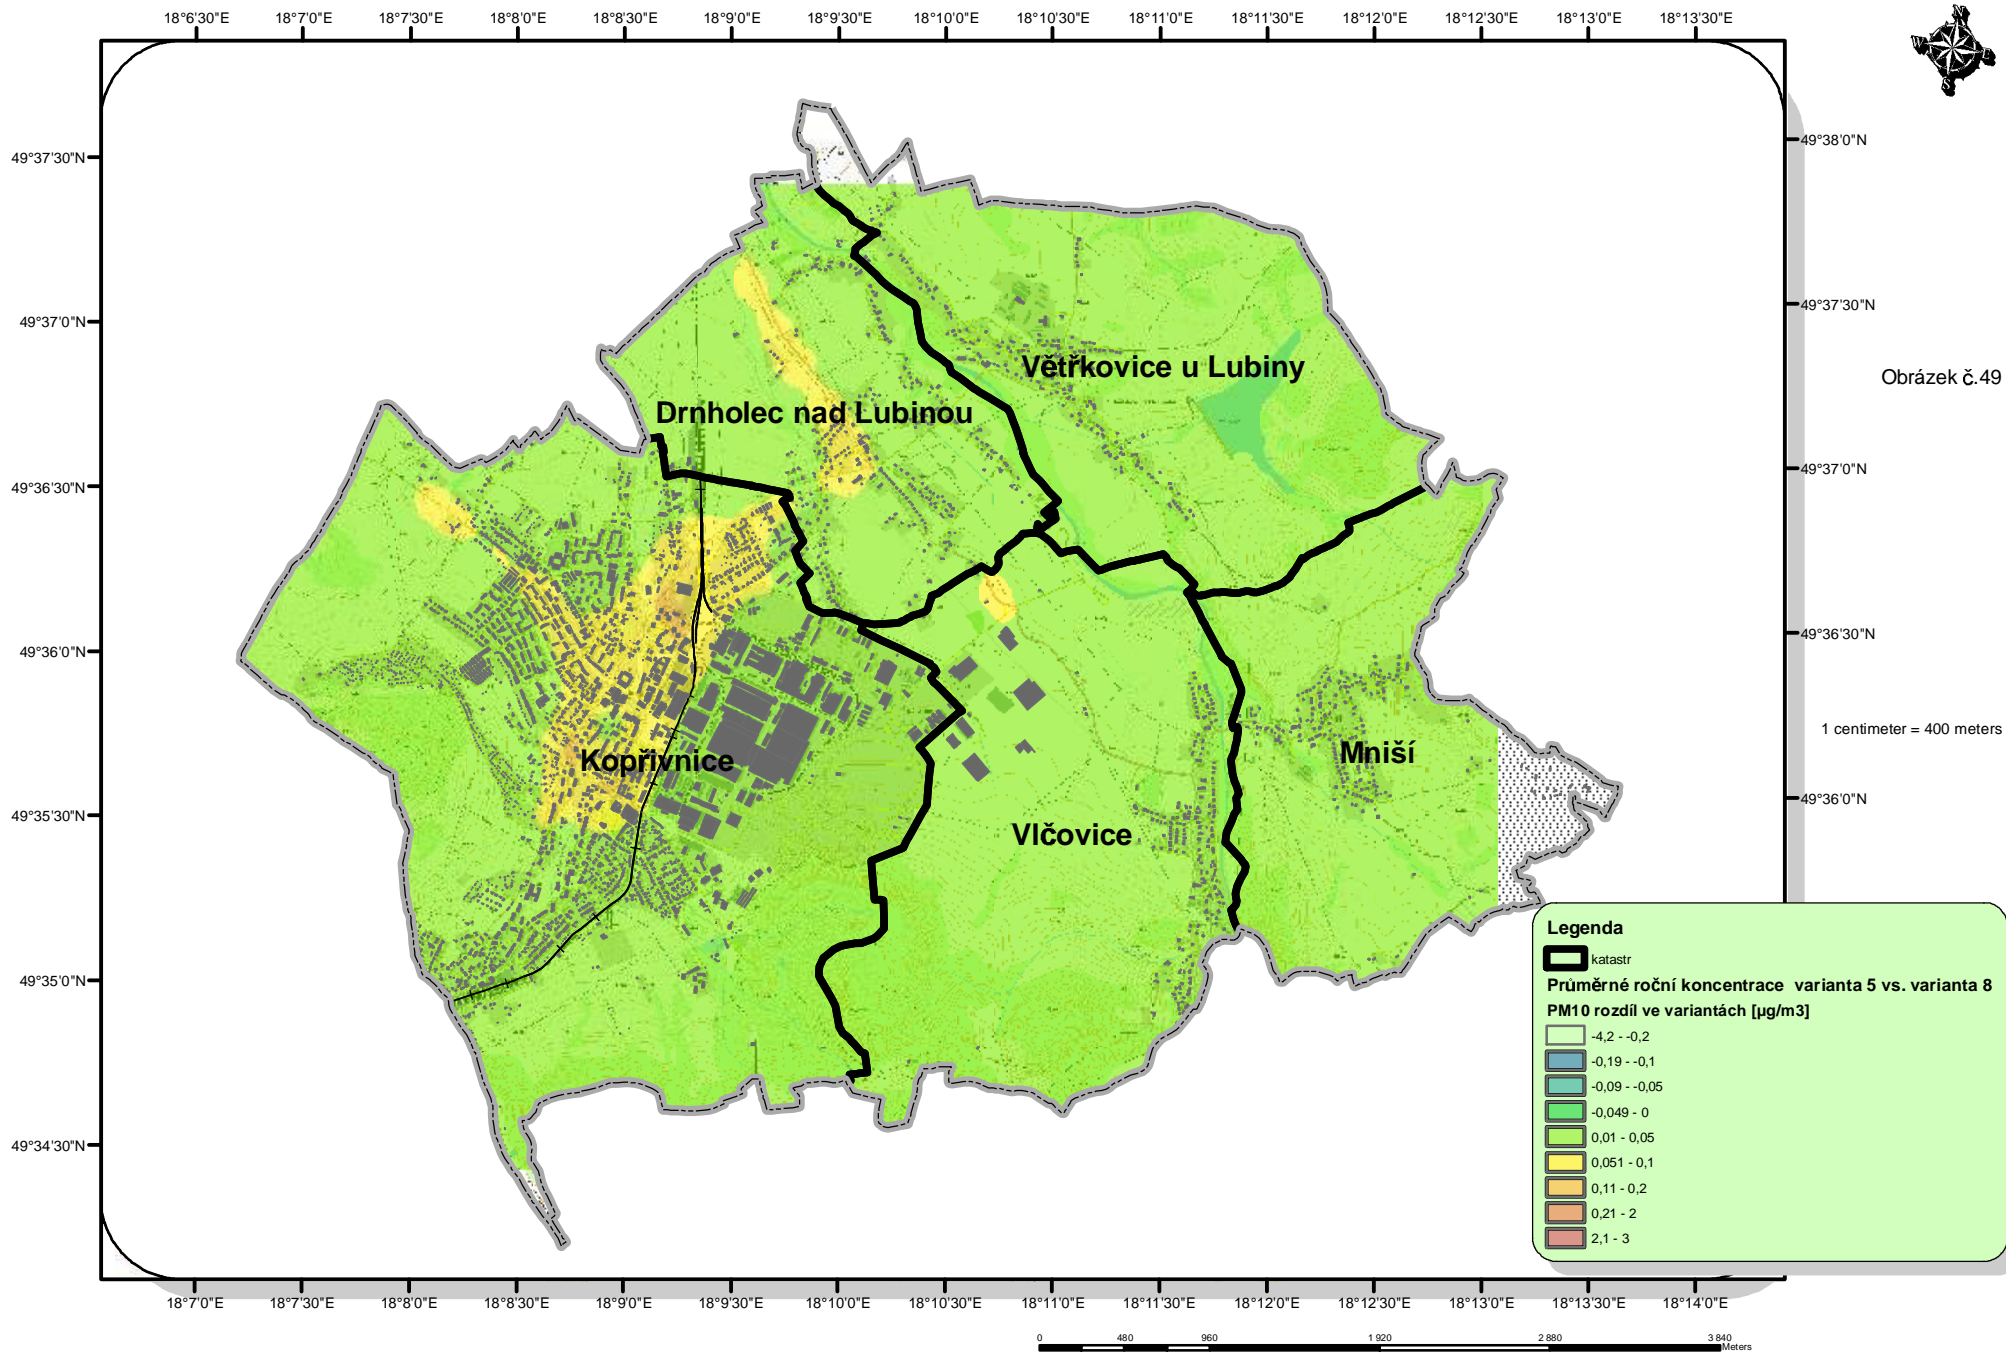 18°6'30"E 18°7'0"E 18°7'30"E 18°8'0"E 18°8'30"E 18°9'0"E 18°9'30"E 18°10'0"E 18°10'30"E 18°11'0"E 18°11'30"E 18°12'0"E 18°12'30"E 18°13'0"E 18°13'30"E
49°38'0"N
49°37'30"N
49°37'30"N
49°37'0"N
Větřkovice u Lubiny
Obrázek č.49
Drnholec nad Lubinou
49°37'0"N
49°36'30"N
49°36'30"N
49°36'0"N
1 centimeter = 400 meters
Mniší
Kopřivnice
49°36'0"N
49°35'30"N
Vlčovice
Legenda
katastr
49°35'0"N
Průměrné roční koncentrace varianta 5 vs. varianta 8
PM10 rozdíl ve variantách [µg/m3]
-4,2 - -0,2
-0,19 - -0,1
-0,09 - -0,05
-0,049 - 0
0,01 - 0,05
49°34'30"N
0,051 - 0,1
0,11 - 0,2
0,21 - 2
2,1 - 3
18°7'0"E 18°7'30"E 18°8'0"E 18°8'30"E 18°9'0"E 18°9'30"E 18°10'0"E 18°10'30"E 18°11'0"E 18°11'30"E 18°12'0"E 18°12'30"E 18°13'0"E 18°13'30"E 18°14'0"E
0 480 960 1 920 2 880 3 840
Meters